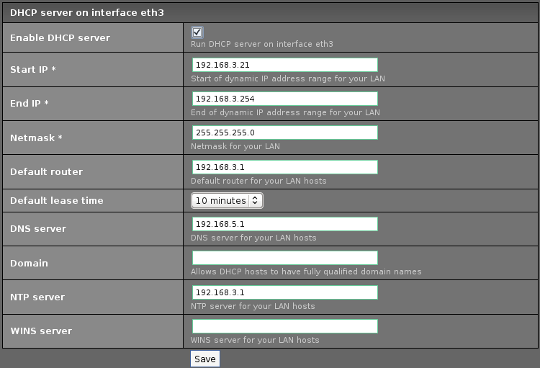 DHCP server on interface eth3
Enable DHCP server
Run DHCP server on interface eth3
Start IP *
192.168.3.21
Start of dynamic IP address range for your LAN
End IP *
192.168.3.254
End of dynamic IP address range for your LAN
Netmask *
255.255.255.0
Netmask for your LAN
Default router
192.168.3.1
Default router for your LAN hosts
Default lease time
10 minutes
DNS server
192.168.5.1
DNS server for your LAN hosts
Domain
Allows DHCP hosts to have fully qualified domain names
NTP server
192.168.3.1
NTP server for your LAN hosts
WINS server
WINS server for your LAN hosts
Save